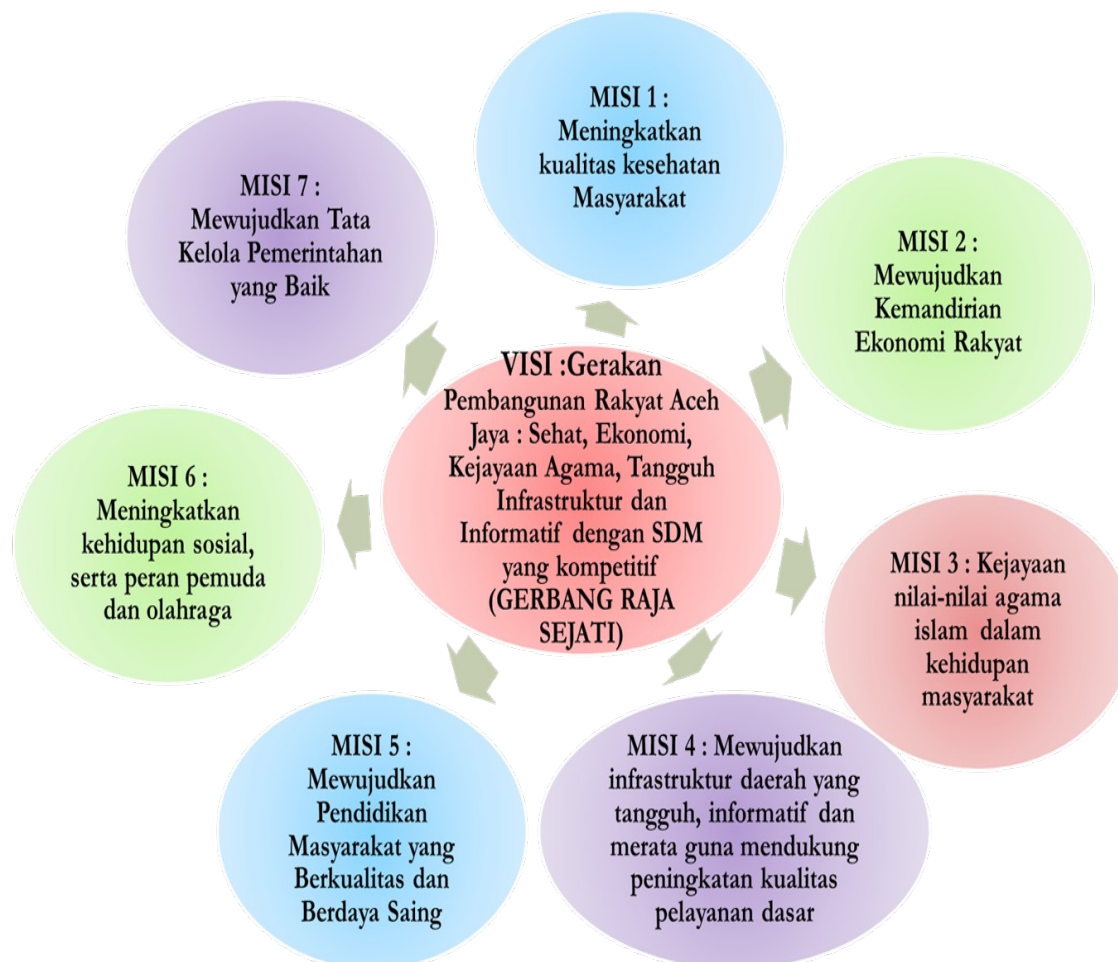 VISI :Gerakan
Pembangunan Rakyat Aceh
Jaya : Sehat, Ekonomi,
Kejayaan Agama, Tangguh
Infrastruktur dan
Informatif dengan SDM
yang kompetitif
(GERBANG RAJA
SEJATI)
MISI 1 :
Meningkatkan
kualitas kesehatan
Masyarakat
MISI 2 :
Mewujudkan
Kemandirian
Ekonomi Rakyat
MISI 3 : Kejayaan
nilai-nilai agama
islam dalam
kehidupan
masyarakat
MISI 4 : Mewujudkan
infrastruktur daerah yang
tangguh, informatif dan
merata guna mendukung
peningkatan kualitas
pelayanan dasar
MISI 5 :
Mewujudkan
Pendidikan
Masyarakat yang
Berkualitas dan
Berdaya Saing
MISI 6 :
Meningkatkan
kehidupan sosial,
serta peran pemuda
dan olahraga
MISI 7 :
Mewujudkan Tata
Kelola Pemerintahan
yang Baik